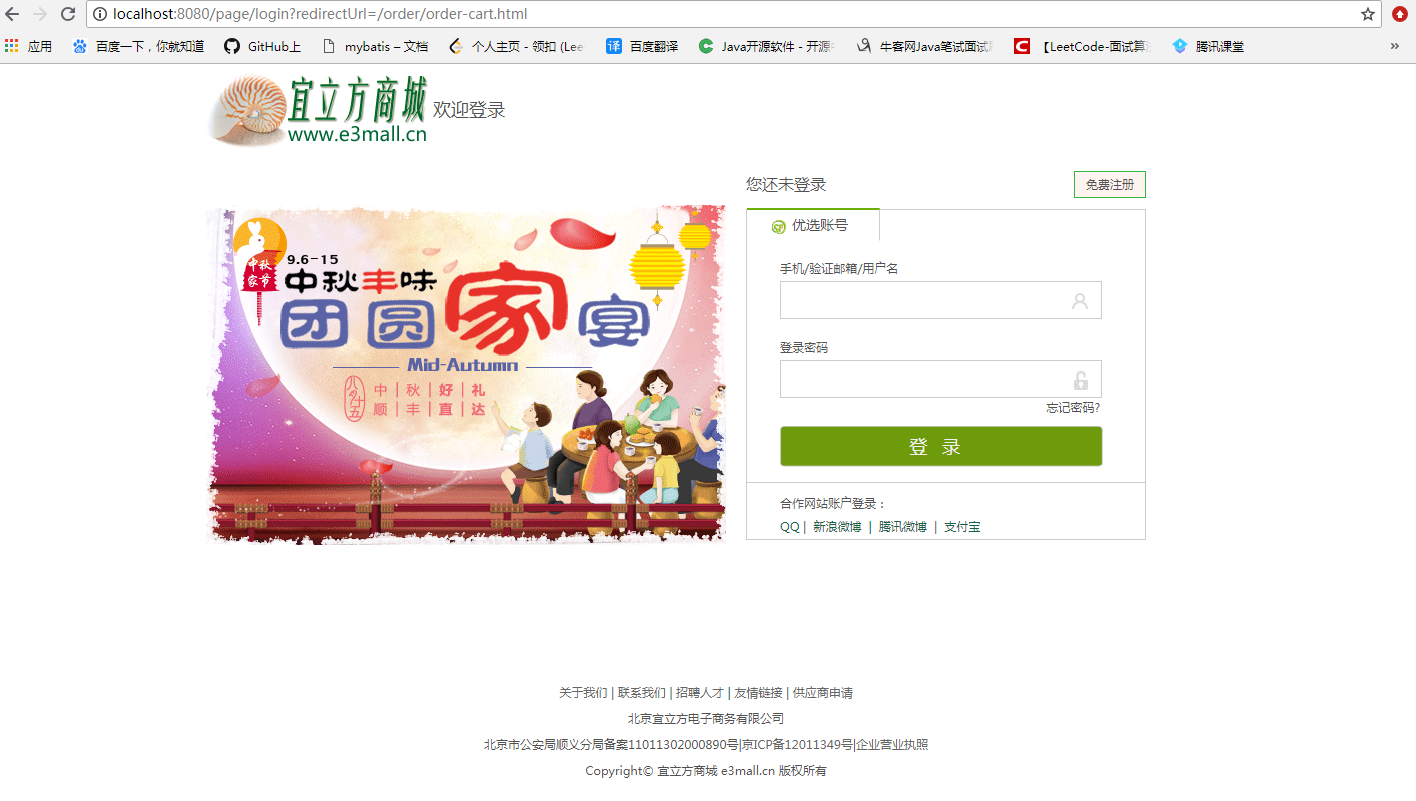 localhost:8080/page/login?redirectUrl=/order/order-cart.html
应用 百度一下，你就知道 GitHub上 mybatis – 文档 个人主页 - 领扣 (Lee 百度翻译 Java开源软件 - 开源 牛客网Java笔试面试 【LeetCode-面试算 腾讯课堂 »
宜立方商城
www.e3mall.cn
欢迎登录
您还未登录
免费注册
优选账号
手机/验证邮箱/用户名
登录密码
忘记密码?
登 录
合作网站账户登录：
QQ | 新浪微博 | 腾讯微博 | 支付宝
中秋
家节
9.6-15
中秋丰味
团圆家宴
Mid-Autumn
八月十五
中 | 秋 | 好 | 礼
顺 | 丰 | 直 | 达
关于我们 | 联系我们 | 招聘人才 | 友情链接 | 供应商申请
北京宜立方电子商务有限公司
北京市公安局顺义分局备案11011302000890号|京ICP备12011349号|企业营业执照
Copyright© 宜立方商城 e3mall.cn 版权所有